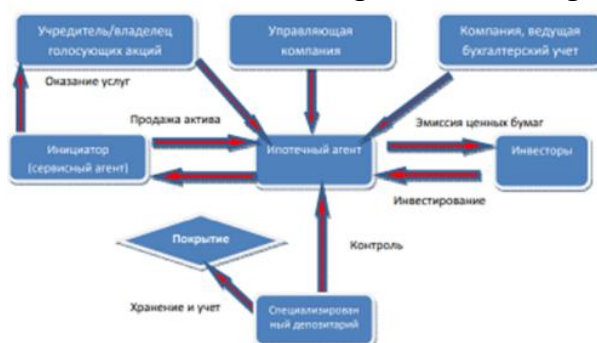 Учредитель/владелец
голосующих акций
Управляющая
компания
Компания, ведущая
бухгалтерский учет
Оказание услуг
Продажа актива
Эмиссия ценных бумаг
Инициатор
(сервисный агент)
Ипотечный агент
Инвесторы
Инвестирование
Покрытие
Контроль
Хранение и учет
Специализирован
ный депозитарий